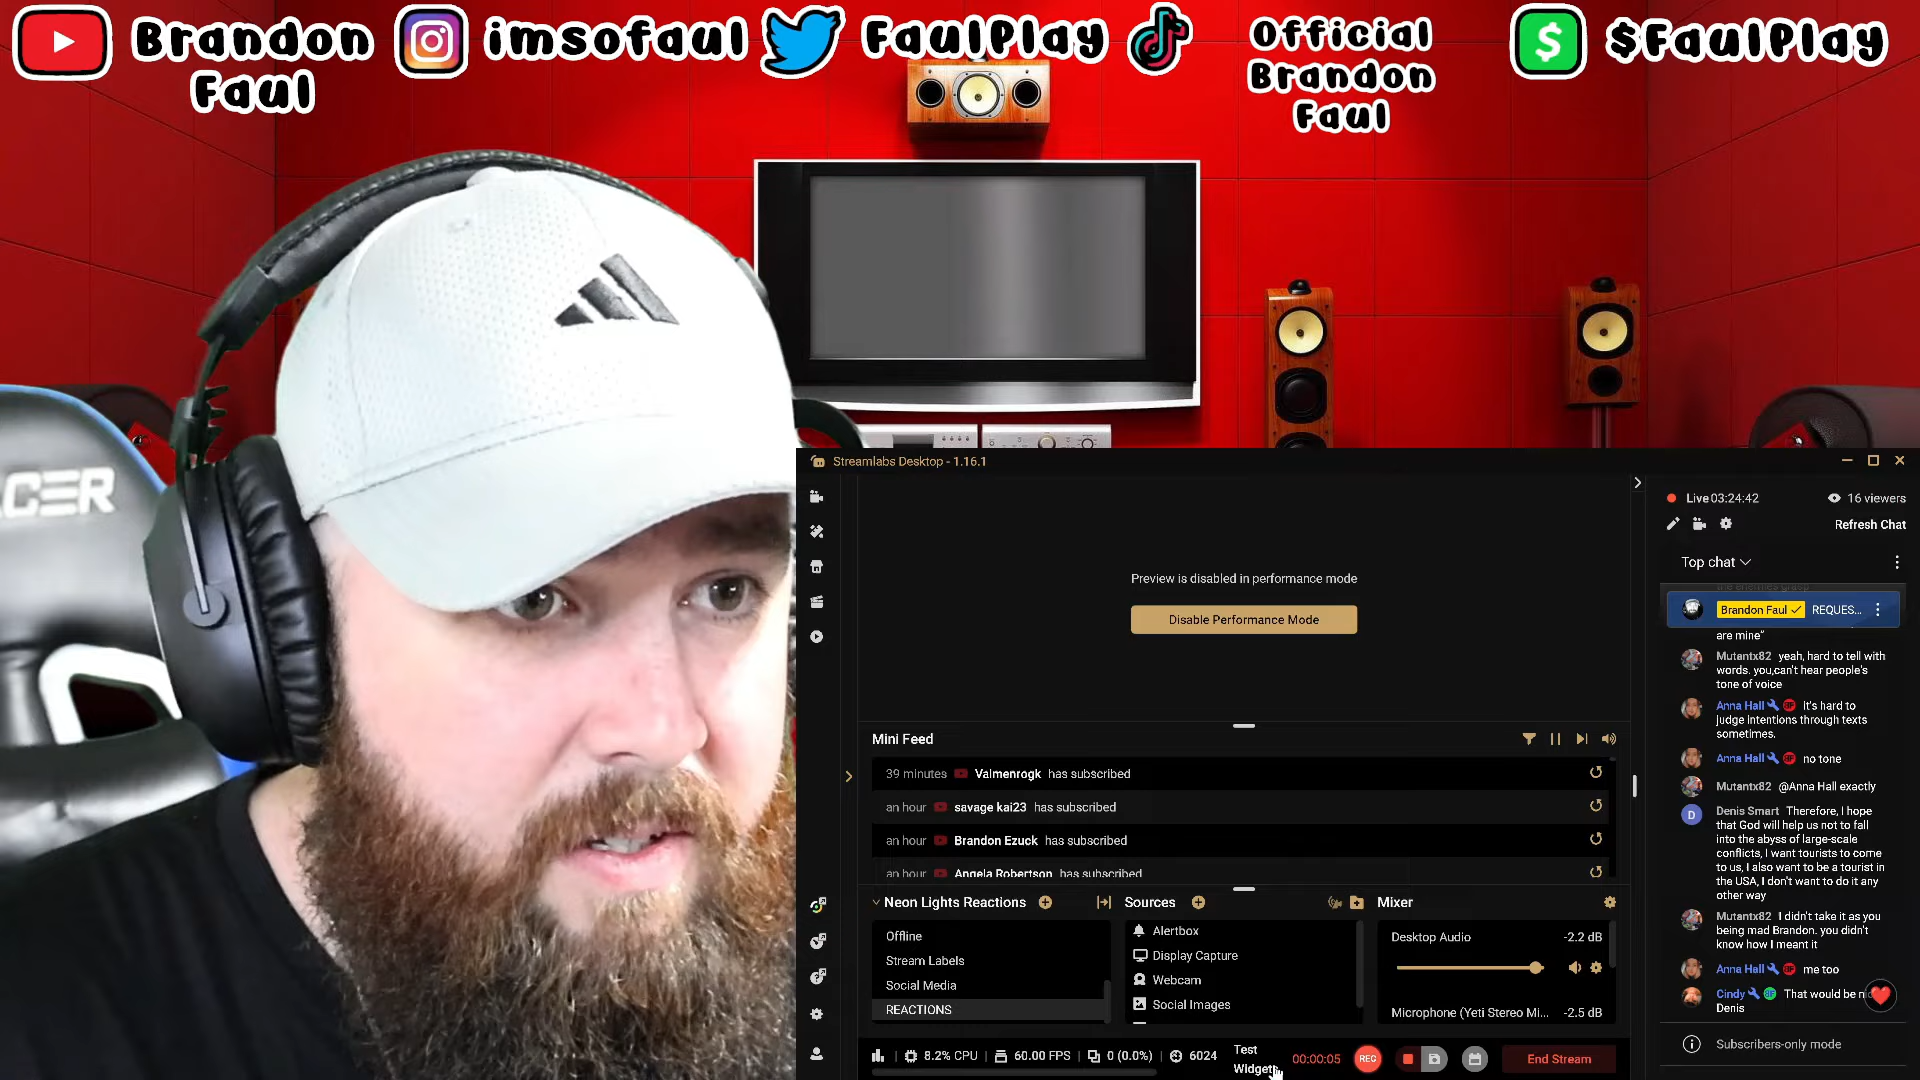 Brandon
Faul
imsofaul
FaulPlay
Official
Brandon
Faul
$
$FaulPlay
CER
Streamlabs Desktop - 1.16.1
Live 03:24:42
16 viewers
Refresh Chat
Top chat
Preview is disabled in performance mode
Disable Performance Mode
Brandon Faul REQUES...
are mine"
Mutantx82 yeah, hard to tell with
words. you,can't hear people's
tone of voice
Anna Hall BF It's hard to
judge intentions through texts
sometimes.
Anna Hall BF no tone
Mutantx82 @Anna Hall exactly
D Denis Smart Therefore, I hope
that God will help us not to fall
into the abyss of large-scale
conflicts, I want tourists to come
to us, I also want to be a tourist in
the USA, I don't want to do it any
other way
Mutantx82 I didn't take it as you
being mad Brandon. you didn't
know how I meant it
Anna Hall BF me too
Cindy BF That would be
Denis
Subscribers-only mode
Mini Feed
39 minutes Valmenrogk has subscribed
an hour savage kai23 has subscribed
an hour Brandon Ezuck has subscribed
an hour Angela Robertson has subscribed
Neon Lights Reactions
Offline
Stream Labels
Social Media
REACTIONS
Sources
Alertbox
Display Capture
Webcam
Social Images
Mixer
Desktop Audio -2.2 dB
Microphone (Yeti Stereo Mi... -2.5 dB
8.2% CPU
60.00 FPS
0 (0.0%)
6024
Test
Widgets
00:00:05
REC
End Stream